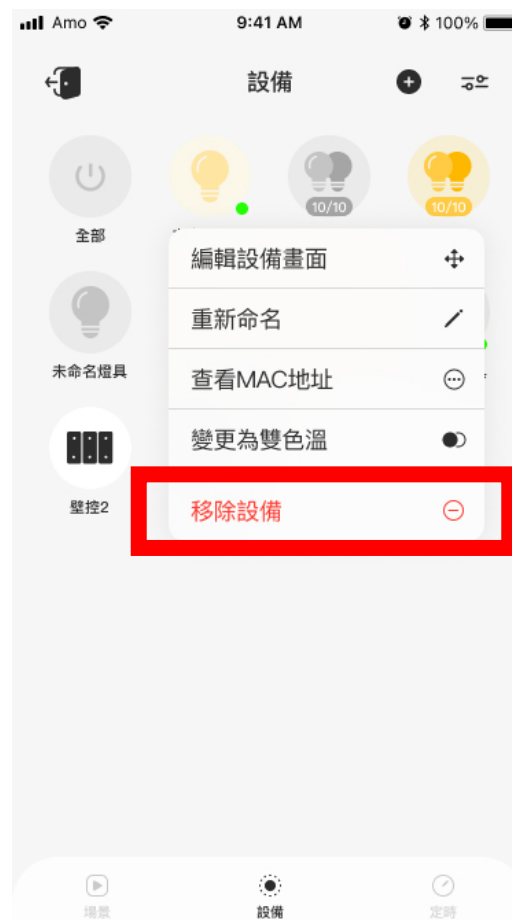 Amo 9:41 AM 100%
設備
10/10 10/10
全部
編輯設備畫面
重新命名
未命名燈具
查看MAC地址
變更為雙色溫
壁控2
移除設備
場景 設備 定時